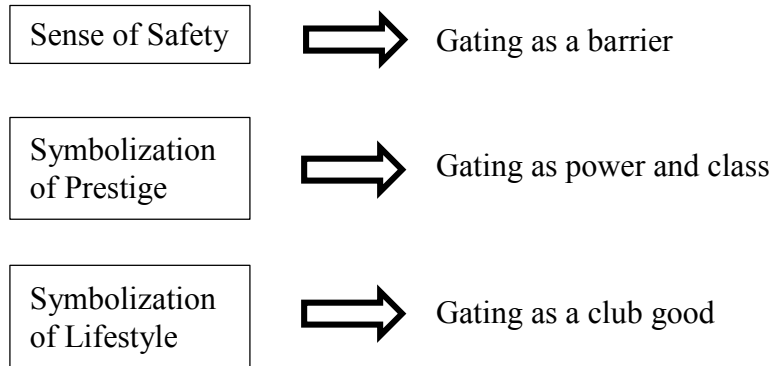 Sense of Safety
Gating as a barrier
Symbolization
of Prestige
Gating as power and class
Symbolization
of Lifestyle
Gating as a club good